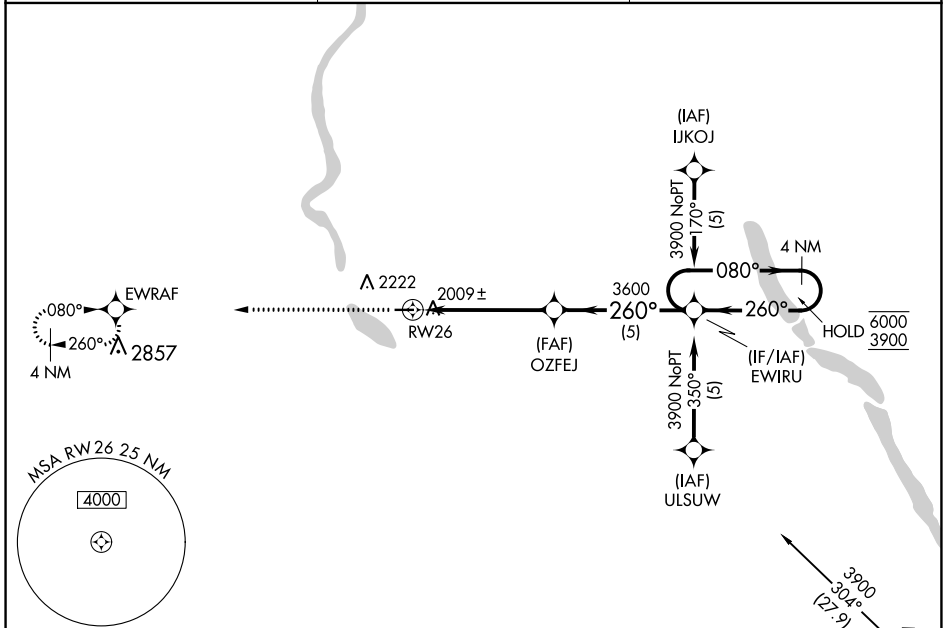 (IAF)
IJKOJ
3900 NoPT
170°
(5)
4 NM
080°
2222
2009±
EWRAF
080°
260°
2857
4 NM
RW26
3600
260°
(5)
260°
HOLD
6000
3900
(FAF)
OZFEJ
(IF/IAF)
EWIRU
3900 NoPT
350°
(5)
(IAF)
ULSUW
MSA RW26 25 NM
4000
3900
304°
(27.9)